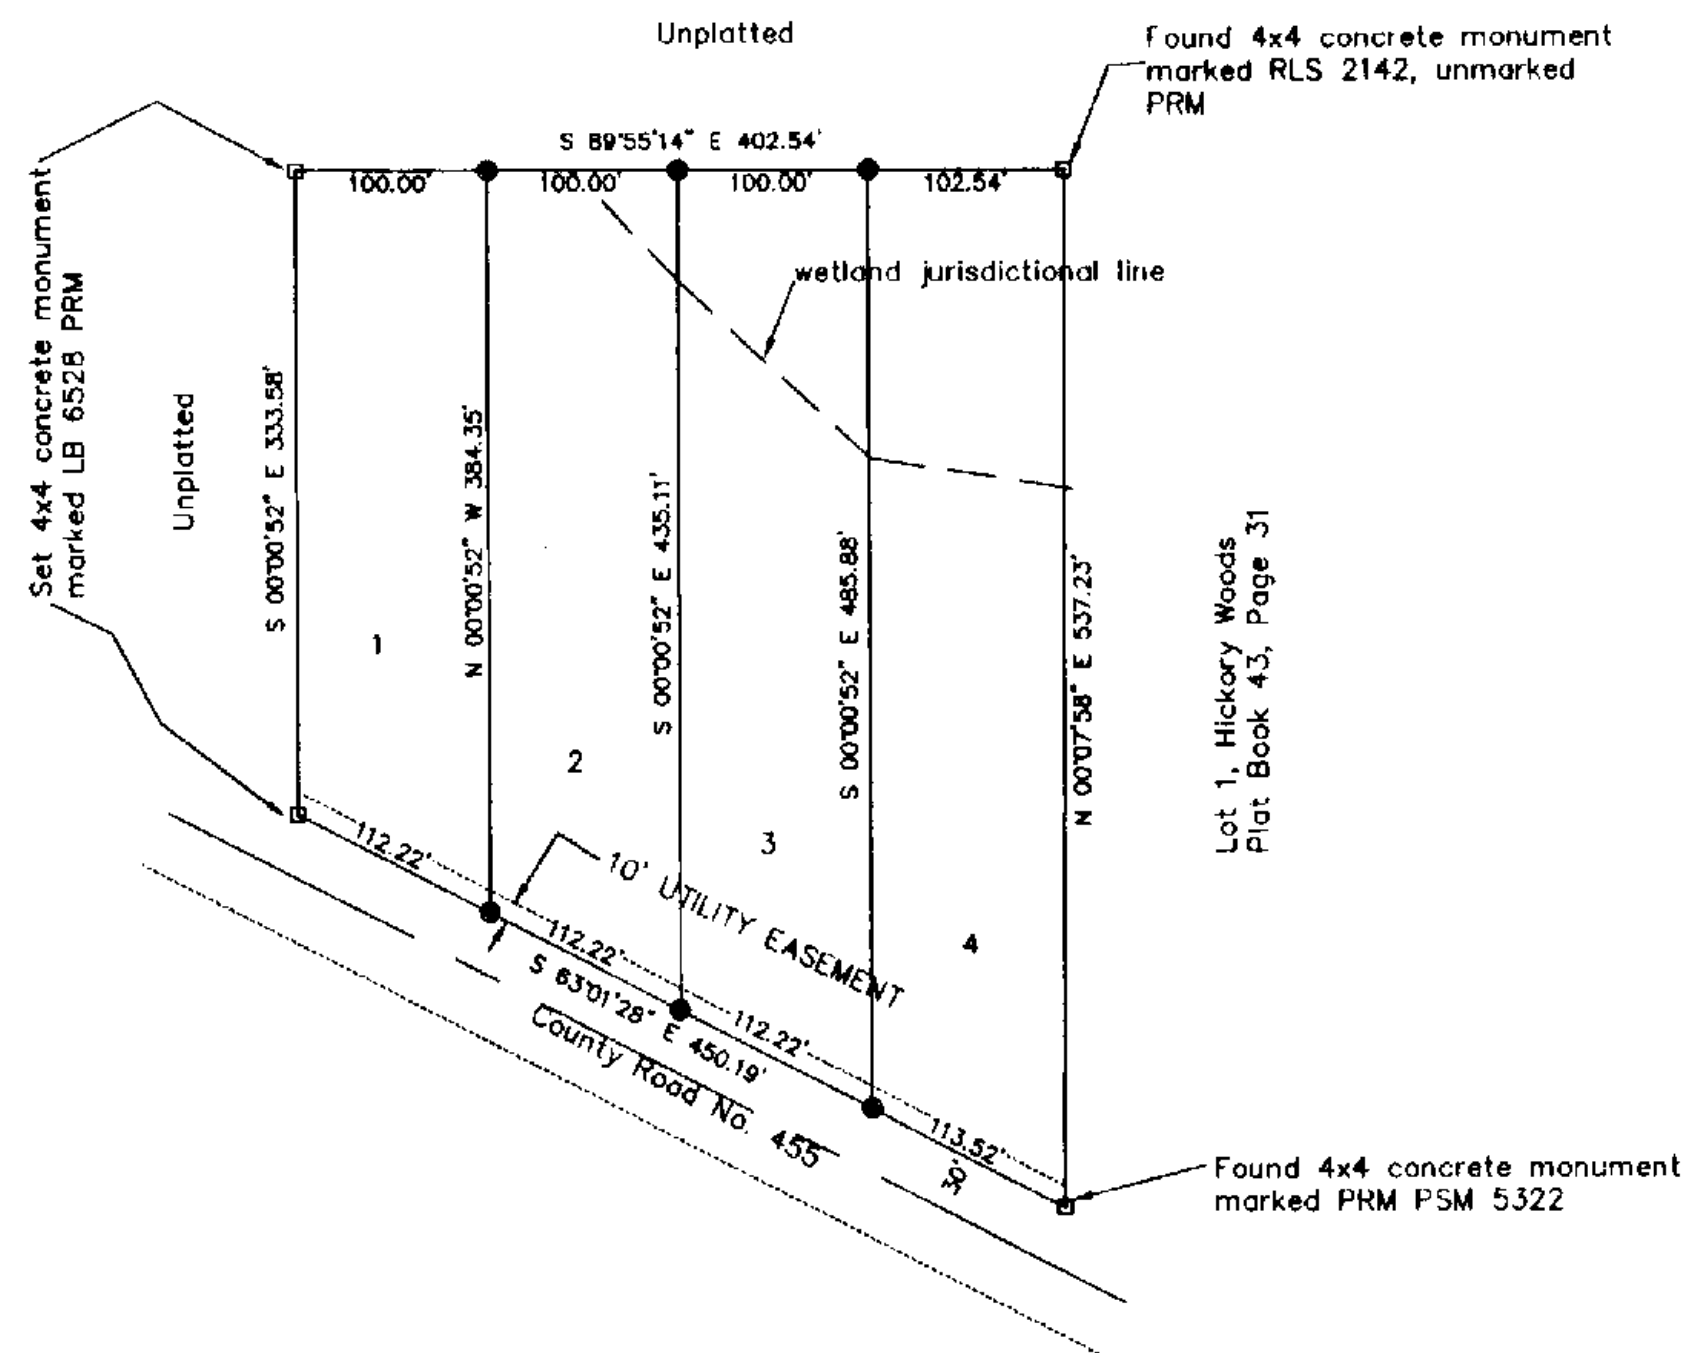 Unplatted
Found 4x4 concrete monument
marked RLS 2142, unmarked
PRM
S 89°55'14" E 402.54'
100.00'
100.00'
100.00'
102.54'
wetland jurisdictional line
Set 4x4 concrete monument
marked LB 6528 PRM
Unplatted
S 00°00'52" E 333.58'
N 00°00'52" W 384.35'
S 00°00'52" E 435.11'
S 00°00'52" E 485.88'
N 00°07'58" E 537.23'
Lot 1, Hickory Woods
Plat Book 43, Page 31
1
2
3
4
112.22'
10' UTILITY EASEMENT
112.22'
112.22'
113.52'
S 63°01'28" E 450.19'
County Road No. 455
30'
Found 4x4 concrete monument
marked PRM PSM 5322